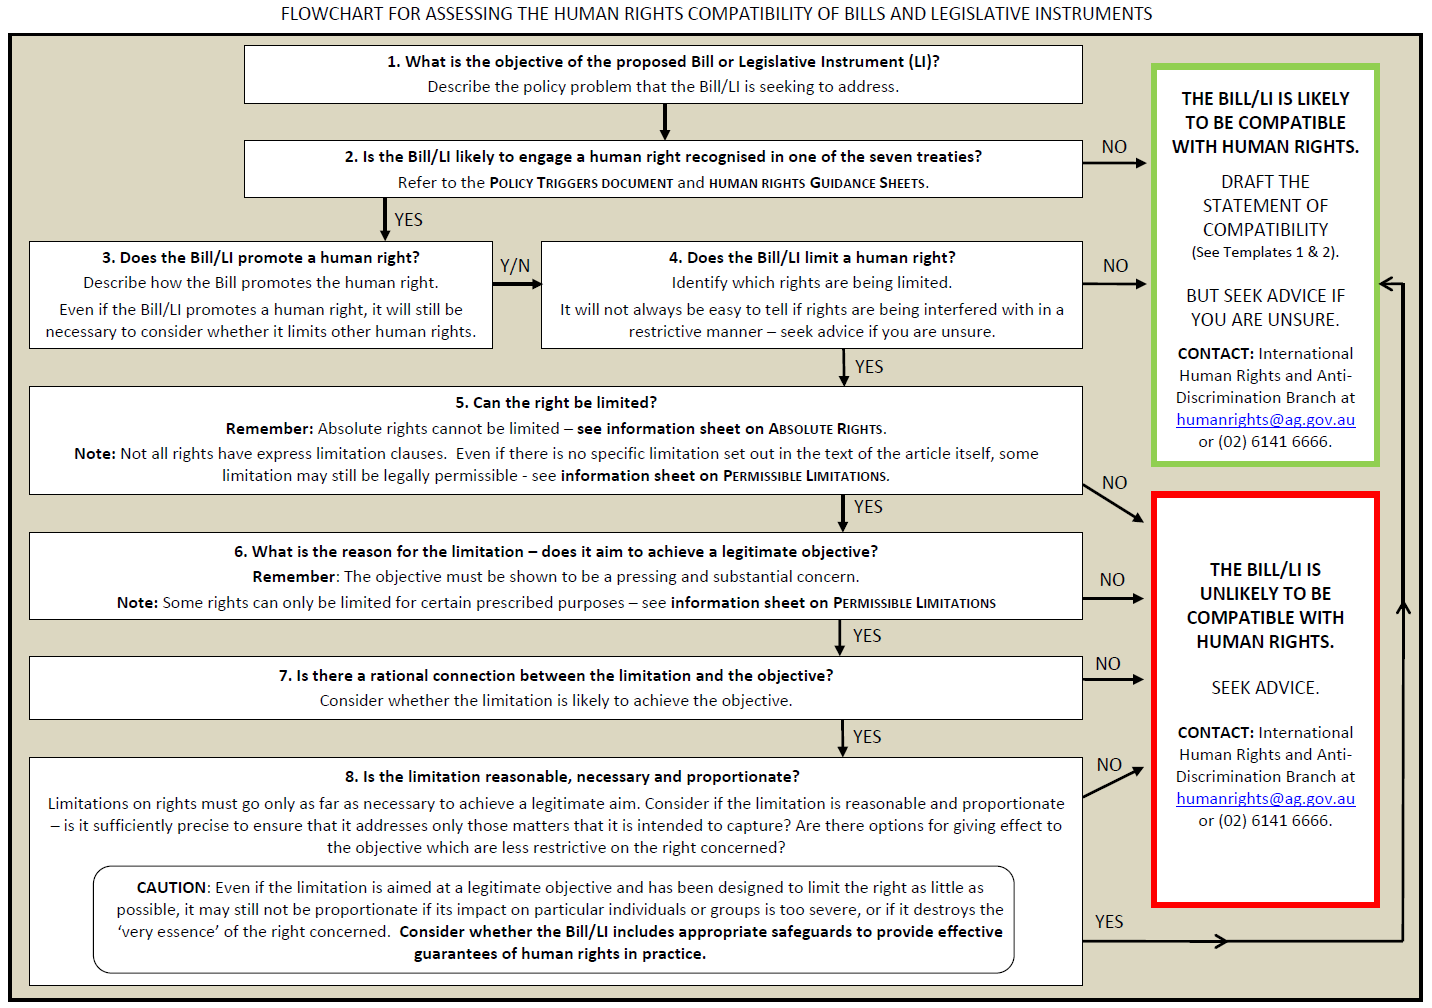 FLOWCHART FOR ASSESSING THE HUMAN RIGHTS COMPATIBILITY OF BILLS AND LEGISLATIVE INSTRUMENTS
1. What is the objective of the proposed Bill or Legislative Instrument (LI)?
Describe the policy problem that the Bill/LI is seeking to address.
2. Is the Bill/LI likely to engage a human right recognised in one of the seven treaties?
Refer to the POLICY TRIGGERS DOCUMENT and HUMAN RIGHTS GUIDANCE SHEETS.
NO
YES
3. Does the Bill/LI promote a human right?
Describe how the Bill promotes the human right.
Even if the Bill/LI promotes a human right, it will still be
necessary to consider whether it limits other human rights.
Y/N
4. Does the Bill/LI limit a human right?
Identify which rights are being limited.
It will not always be easy to tell if rights are being interfered with in a
restrictive manner – seek advice if you are unsure.
NO
YES
5. Can the right be limited?
Remember: Absolute rights cannot be limited – see information sheet on ABSOLUTE RIGHTS.
Note: Not all rights have express limitation clauses.  Even if there is no specific limitation set out in the text of the article itself, some
limitation may still be legally permissible - see information sheet on PERMISSIBLE LIMITATIONS.
NO
YES
6. What is the reason for the limitation – does it aim to achieve a legitimate objective?
Remember: The objective must be shown to be a pressing and substantial concern.
Note: Some rights can only be limited for certain prescribed purposes – see information sheet on PERMISSIBLE LIMITATIONS
NO
YES
7. Is there a rational connection between the limitation and the objective?
Consider whether the limitation is likely to achieve the objective.
NO
YES
8. Is the limitation reasonable, necessary and proportionate?
Limitations on rights must go only as far as necessary to achieve a legitimate aim. Consider if the limitation is reasonable and proportionate
– is it sufficiently precise to ensure that it addresses only those matters that it is intended to capture? Are there options for giving effect to
the objective which are less restrictive on the right concerned?
CAUTION: Even if the limitation is aimed at a legitimate objective and has been designed to limit the right as little as
possible, it may still not be proportionate if its impact on particular individuals or groups is too severe, or if it destroys the
‘very essence’ of the right concerned.  Consider whether the Bill/LI includes appropriate safeguards to provide effective
guarantees of human rights in practice.
NO
YES
THE BILL/LI IS LIKELY
TO BE COMPATIBLE
WITH HUMAN RIGHTS.
DRAFT THE
STATEMENT OF
COMPATIBILITY
(See Templates 1 & 2).
BUT SEEK ADVICE IF
YOU ARE UNSURE.
CONTACT: International
Human Rights and Anti-
Discrimination Branch at
humanrights@ag.gov.au
or (02) 6141 6666.
THE BILL/LI IS
UNLIKELY TO BE
COMPATIBLE WITH
HUMAN RIGHTS.
SEEK ADVICE.
CONTACT: International
Human Rights and Anti-
Discrimination Branch at
humanrights@ag.gov.au
or (02) 6141 6666.